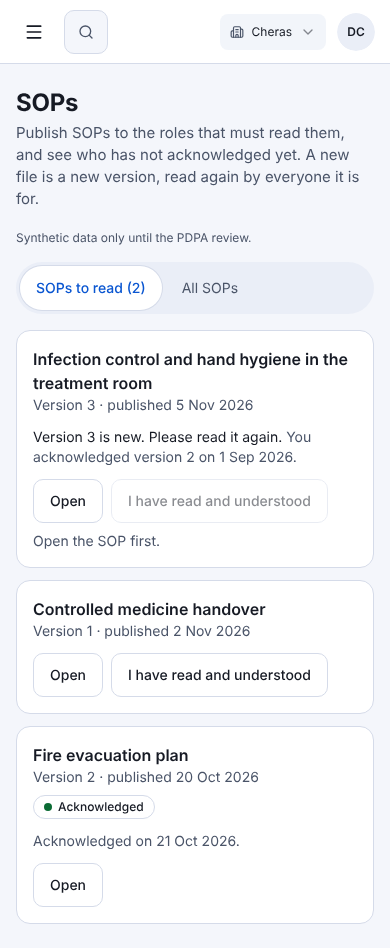 Cheras
DC
SOPs
Publish SOPs to the roles that must read them,
and see who has not acknowledged yet. A new
file is a new version, read again by everyone it is
for.
Synthetic data only until the PDPA review.
SOPs to read (2)
All SOPs
Infection control and hand hygiene in the
treatment room
Version 3 · published 5 Nov 2026
Version 3 is new. Please read it again. You
acknowledged version 2 on 1 Sep 2026.
Open
I have read and understood
Open the SOP first.
Controlled medicine handover
Version 1 · published 2 Nov 2026
Open
I have read and understood
Fire evacuation plan
Version 2 · published 20 Oct 2026
Acknowledged
Acknowledged on 21 Oct 2026.
Open